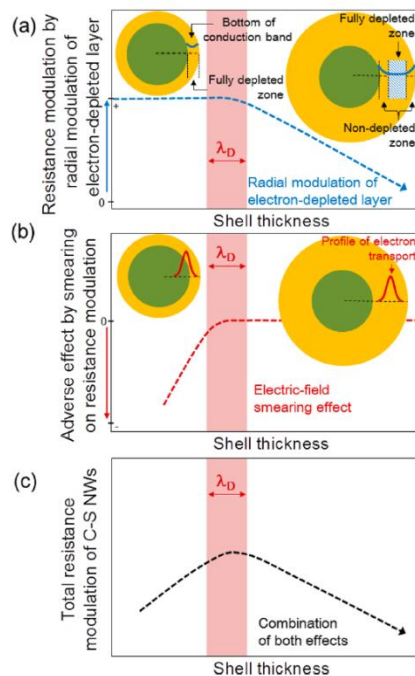 (a)
Resistance modulation by
radial modulation of
electron-depleted layer
+
0
Bottom of
conduction band
Fully depleted
zone
Fully depleted
zone
Non-depleted
zone
λD
Radial modulation of
electron-depleted layer
Shell thickness
(b)
Adverse effect by smearing
on resistance modulation
0
-
λD
Profile of electron
transport
Electric-field
smearing effect
Shell thickness
(c)
Total resistance
modulation of C-S NWs
λD
Combination
of both effects
Shell thickness